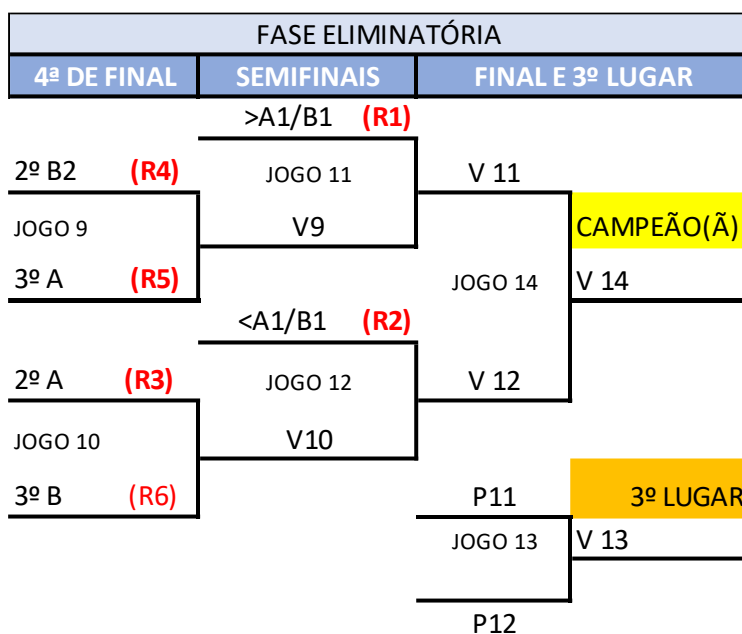 FASE ELIMINATÓRIA
4ª DE FINAL SEMIFINAIS FINAL E 3º LUGAR
>A1/B1 (R1)
2º B2 (R4) JOGO 11 V 11
JOGO 9 V9 CAMPEÃO(Ã)
3º A (R5) JOGO 14 V 14
<A1/B1 (R2)
2º A (R3) JOGO 12 V 12
JOGO 10 V10
3º B (R6) P11 3º LUGAR
JOGO 13 V 13
P12